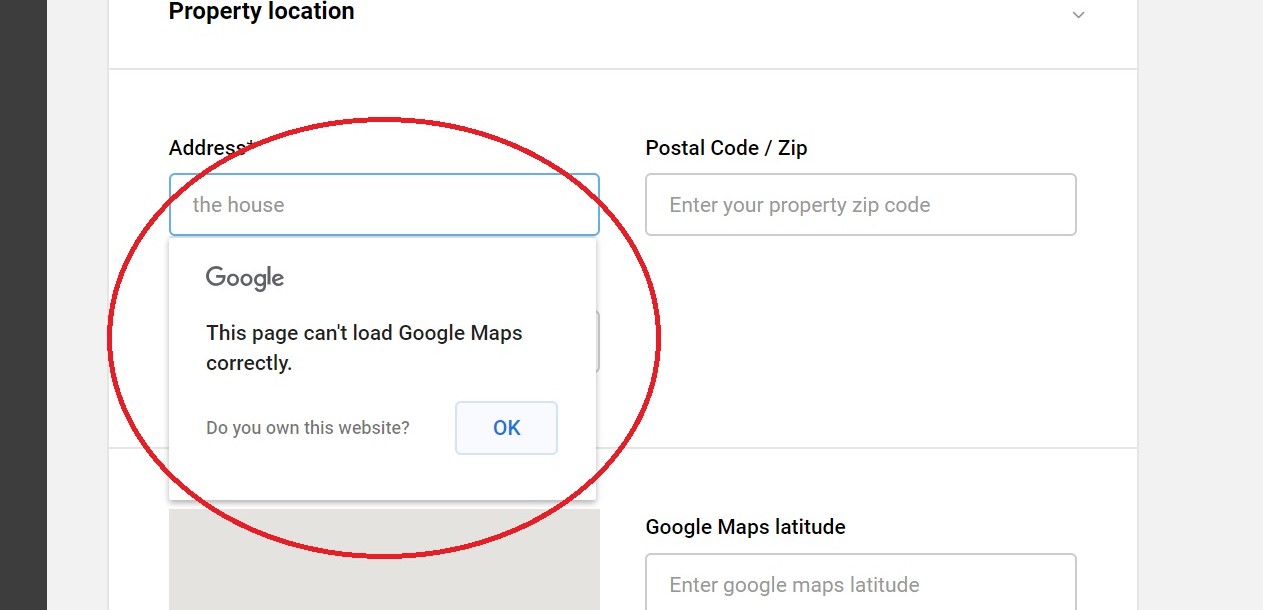 Property location
Address*
Postal Code / Zip
the house
Enter your property zip code
Google
This page can't load Google Maps
correctly.
Do you own this website?
OK
Google Maps latitude
Enter google maps latitude